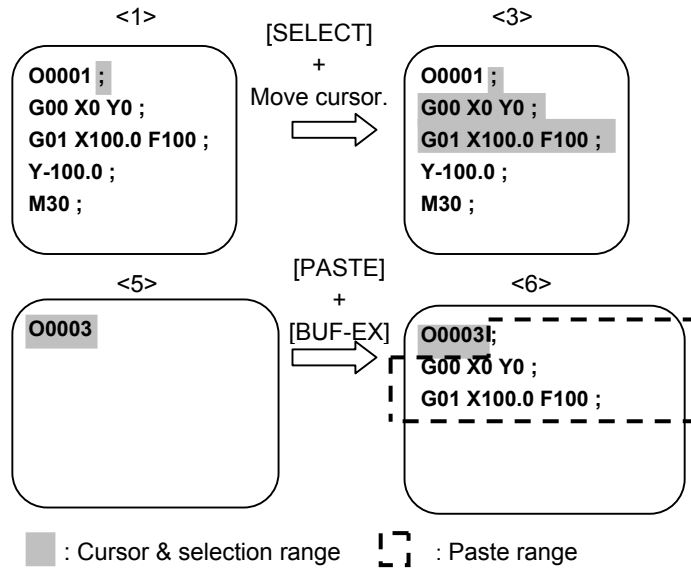 <1>
[SELECT]
+
Move cursor.
<3>
O0001 ;
G00 X0 Y0 ;
G01 X100.0 F100 ;
Y-100.0 ;
M30 ;
O0001 ;
G00 X0 Y0 ;
G01 X100.0 F100 ;
Y-100.0 ;
M30 ;
<5>
[PASTE]
+
[BUF-EX]
<6>
O0003
O0003;
G00 X0 Y0 ;
G01 X100.0 F100 ;
: Cursor & selection range
: Paste range